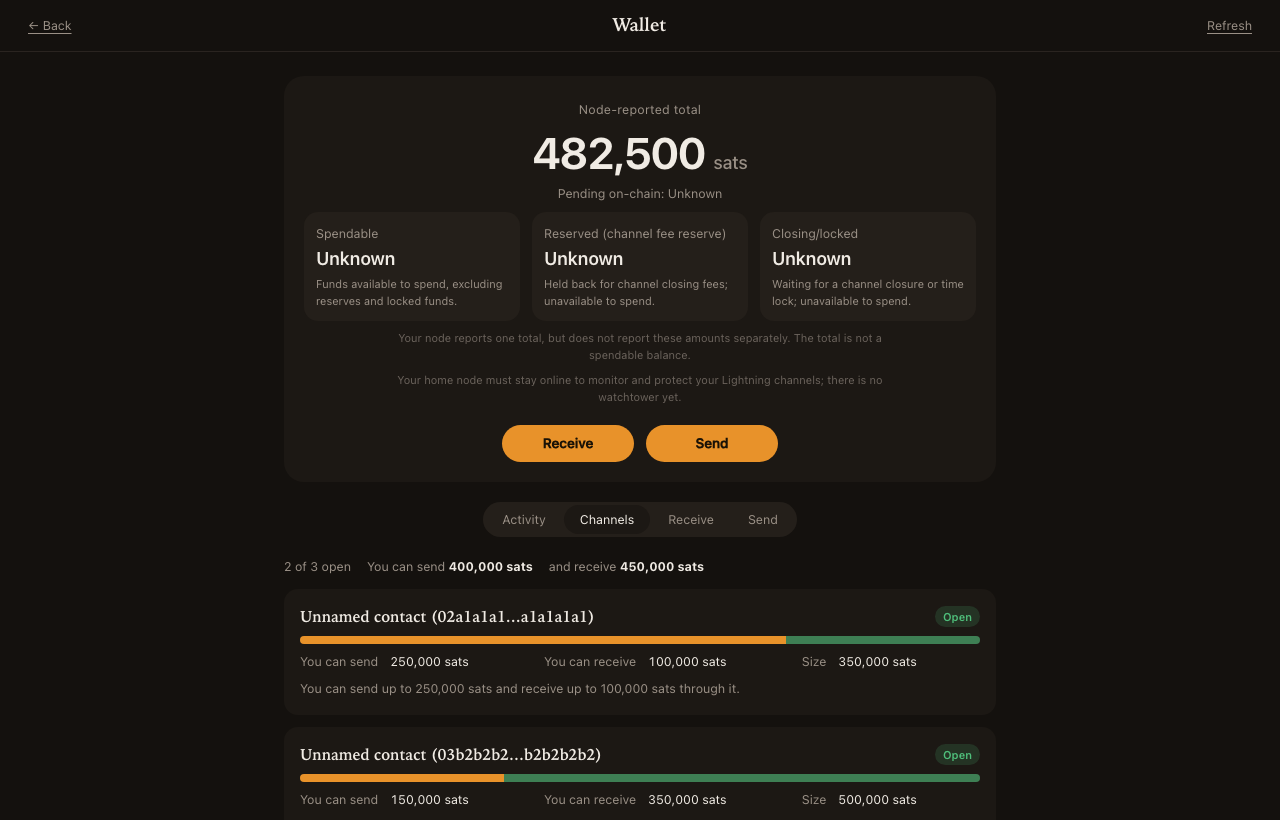 ← Back
Wallet
Refresh
Node-reported total
482,500 sats
Pending on-chain: Unknown
Spendable
Unknown
Funds available to spend, excluding
reserves and locked funds.
Reserved (channel fee reserve)
Unknown
Held back for channel closing fees;
unavailable to spend.
Closing/locked
Unknown
Waiting for a channel closure or time
lock; unavailable to spend.
Your node reports one total, but does not report these amounts separately. The total is not a
spendable balance.
Your home node must stay online to monitor and protect your Lightning channels; there is no
watchtower yet.
Receive
Send
Activity
Channels
Receive
Send
2 of 3 open You can send 400,000 sats and receive 450,000 sats
Unnamed contact (02a1a1a1…a1a1a1a1)
Open
You can send 250,000 sats You can receive 100,000 sats Size 350,000 sats
You can send up to 250,000 sats and receive up to 100,000 sats through it.
Unnamed contact (03b2b2b2…b2b2b2b2)
Open
You can send 150,000 sats You can receive 350,000 sats Size 500,000 sats